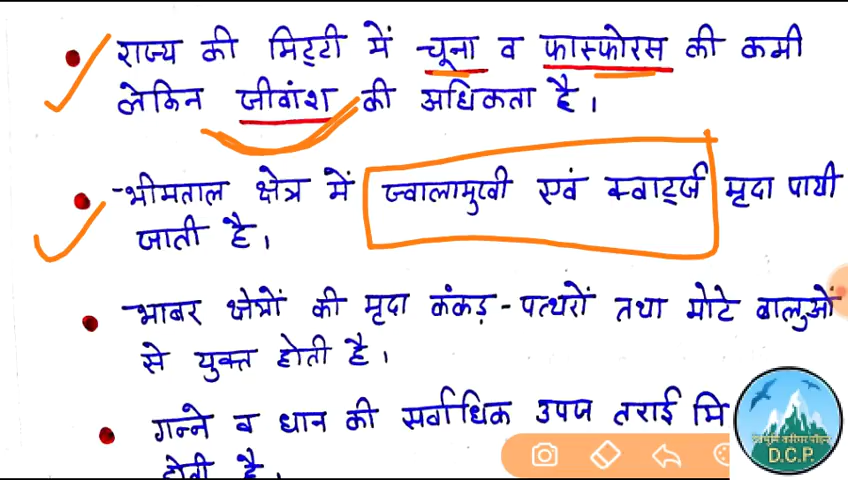 राज्य की मिट्टी में चूना व फास्फोरस की कमी
लेकिन जीवांश की अधिकता है।
भीमताल क्षेत्र में ज्वालामुखी एवं क्वार्ट्ज मृदा पायी
जाती है।
भाबर क्षेत्रों की मृदा कंकड़-पत्थरों तथा मोटे बालुओं
से युक्त होती है।
गन्ने व धान की सर्वाधिक उपज तराई मि
होती है।
D.C.P.